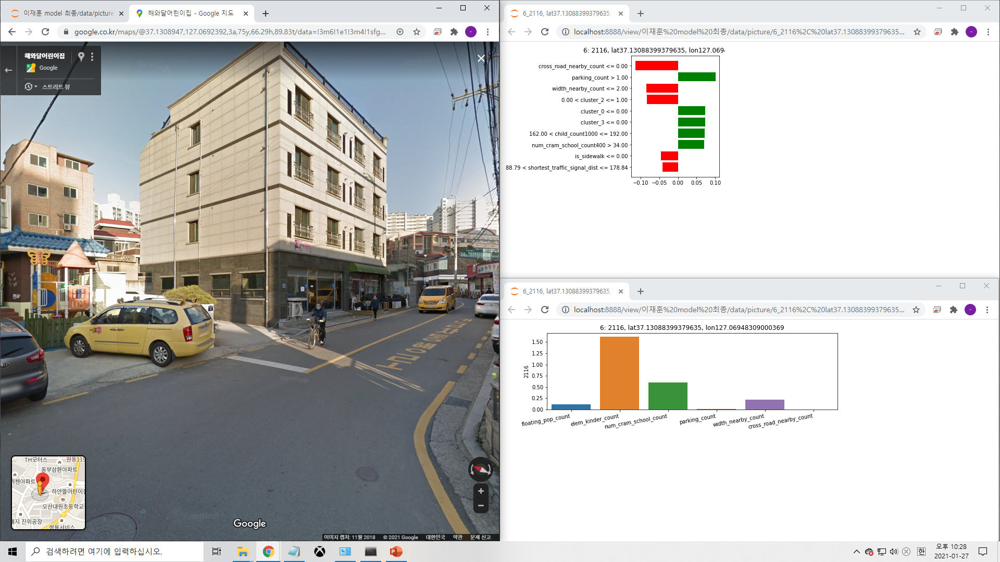 이재훈 model 최종/data/picture
해와달어린이집 - Google 지도
google.co.kr/maps/@37.1308947,127.0692392,3a,75y,66.29h,89.83t/data=!3m6!1e1!3m4!1sfg...
해와달어린이집
Google
스트리트 뷰
어린이보호
Google
TH모터스
원동119
동부삼환아파트
위첸아파트
하얀뜰어린이집
오산대원초등학교
베지 진위공장
쌍용서비스
이미지 캡처: 11월 2018 © 2021 Google 대한민국 약관 문제 신고
6_2116, lat37.13088399379635,
localhost:8888/view/이재훈%20model%20최종/data/picture/6_2116%2C%20lat37.13088399379635...
6: 2116, lat37.13088399379635, lon127.0694
cross_road_nearby_count <= 0.00
parking_count > 1.00
width_nearby_count <= 2.00
0.00 < cluster_2 <= 1.00
cluster_0 <= 0.00
cluster_3 <= 0.00
162.00 < child_count1000 <= 192.00
num_cram_school_count400 > 34.00
is_sidewalk <= 0.00
88.79 < shortest_traffic_signal_dist <= 178.84
−0.10 −0.05 0.00 0.05 0.10
6_2116, lat37.13088399379635,
localhost:8888/view/이재훈%20model%20최종/data/picture/6_2116%2C%20lat37.13088399379635...
6: 2116, lat37.13088399379635, lon127.06948309000369
1.50
1.25
1.00
0.75
0.50
0.25
0.00
2116
floating_pop_count
elem_kinder_count
num_cram_school_count
parking_count
width_nearby_count
cross_road_nearby_count
검색하려면 여기에 입력하십시오.
한
오후 10:28
2021-01-27